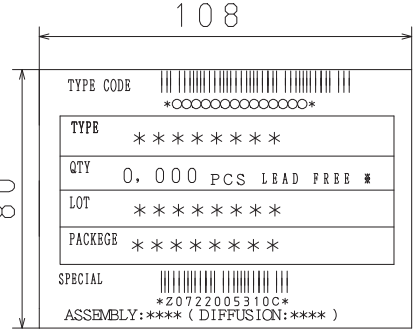 108
80
TYPE CODE
*OOOOOOOOOOOOOO*
TYPE ********
QTY 0,000 PCS LEAD FREE *
LOT ********
PACKEGE ********
SPECIAL
*Z0722005310C*
ASSEMBLY:****(DIFFUSION:****)